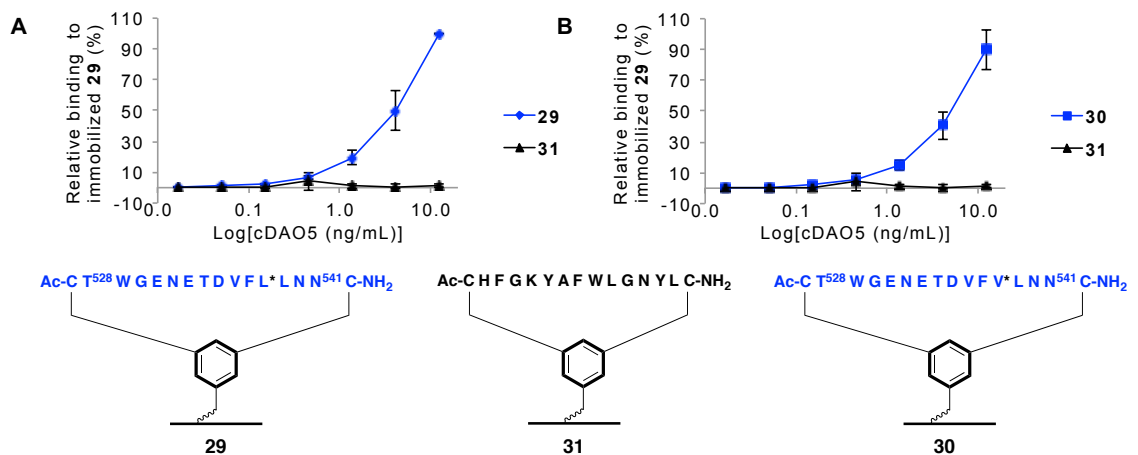 A
Relative binding to
immobilized 29 (%)
110
90
70
50
30
10
-10
0.0
0.1
1.0
10.0
Log[cDAO5 (ng/mL)]
29
31
B
Relative binding to
immobilized 29 (%)
110
90
70
50
30
10
-10
0.0
0.1
1.0
10.0
Log[cDAO5 (ng/mL)]
30
31
Ac-C T⁵²⁸ W G E N E T D V F L* L N N⁵⁴¹ C-NH₂
Ac-C H F G K Y A F W L G N Y L C-NH₂
Ac-C T⁵²⁸ W G E N E T D V F V* L N N⁵⁴¹ C-NH₂
29
31
30